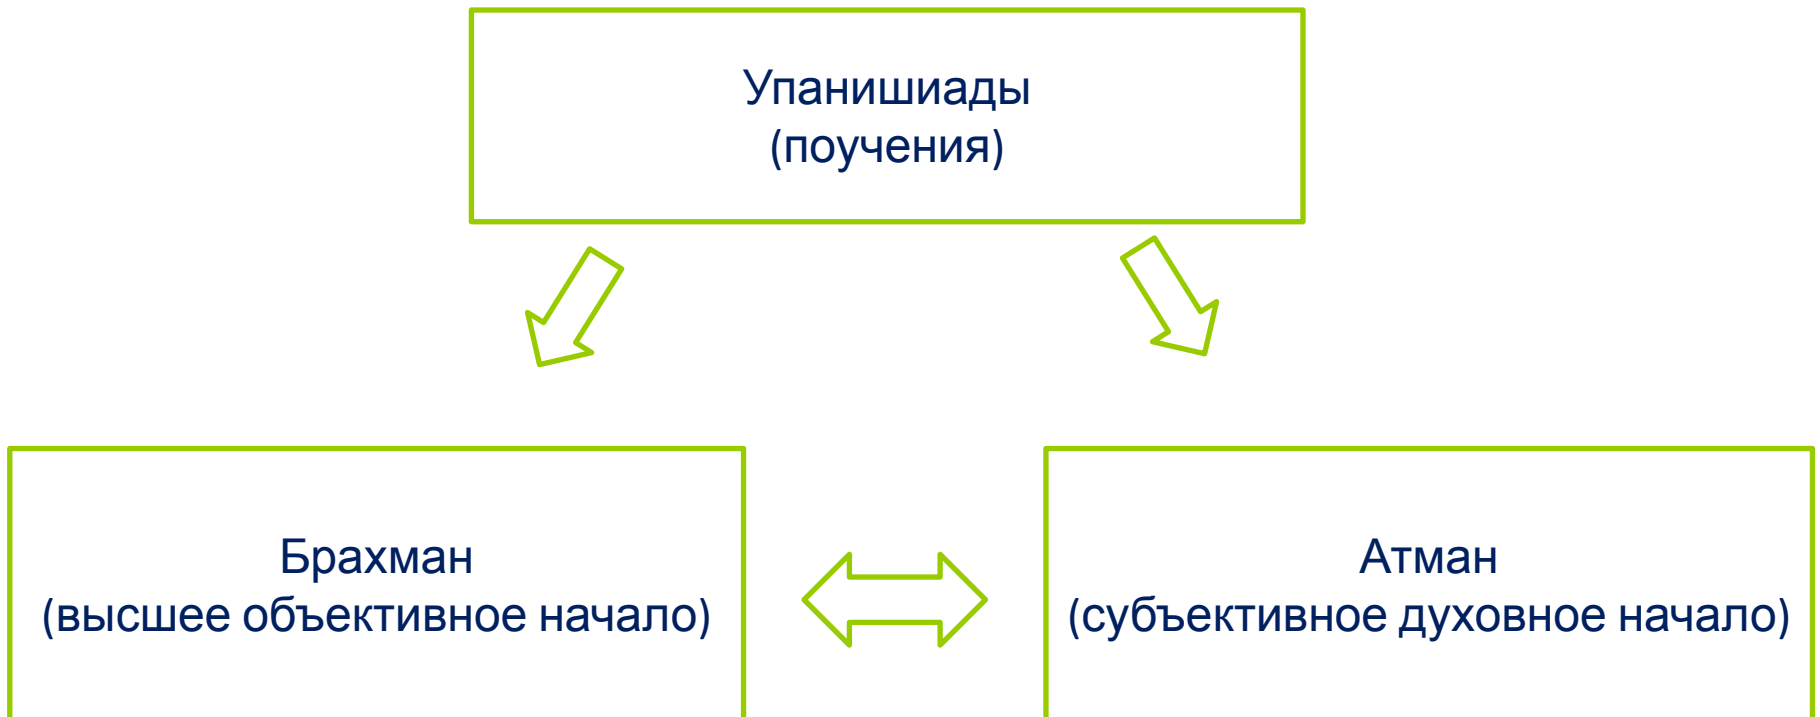 Упанишиады
(поучения)
Брахман
(высшее объективное начало)
Атман
(субъективное духовное начало)